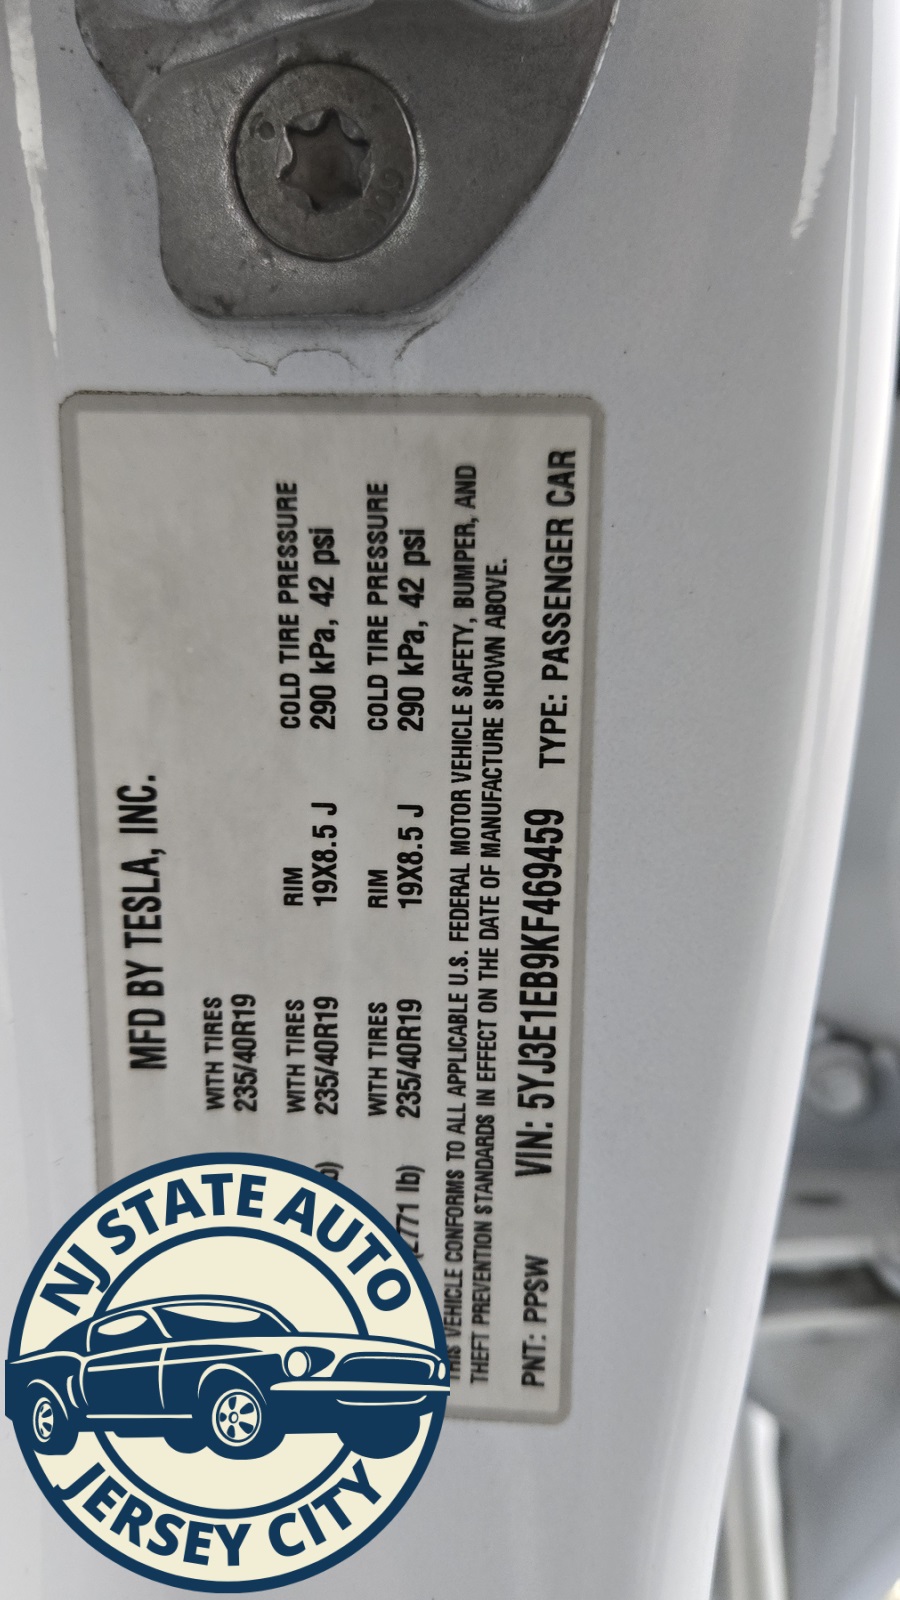 MFD BY TESLA, INC.
WITH TIRES
235/40R19
WITH TIRES RIM COLD TIRE PRESSURE
235/40R19 19X8.5 J 290 kPa, 42 psi
WITH TIRES RIM COLD TIRE PRESSURE
(2771 lb) 235/40R19 19X8.5 J 290 kPa, 42 psi
THIS VEHICLE CONFORMS TO ALL APPLICABLE U.S. FEDERAL MOTOR VEHICLE SAFETY, BUMPER, AND
THEFT PREVENTION STANDARDS IN EFFECT ON THE DATE OF MANUFACTURE SHOWN ABOVE.
PNT: PPSW VIN: 5YJ3E1EB9KF469459 TYPE: PASSENGER CAR
NJ STATE AUTO
JERSEY CITY